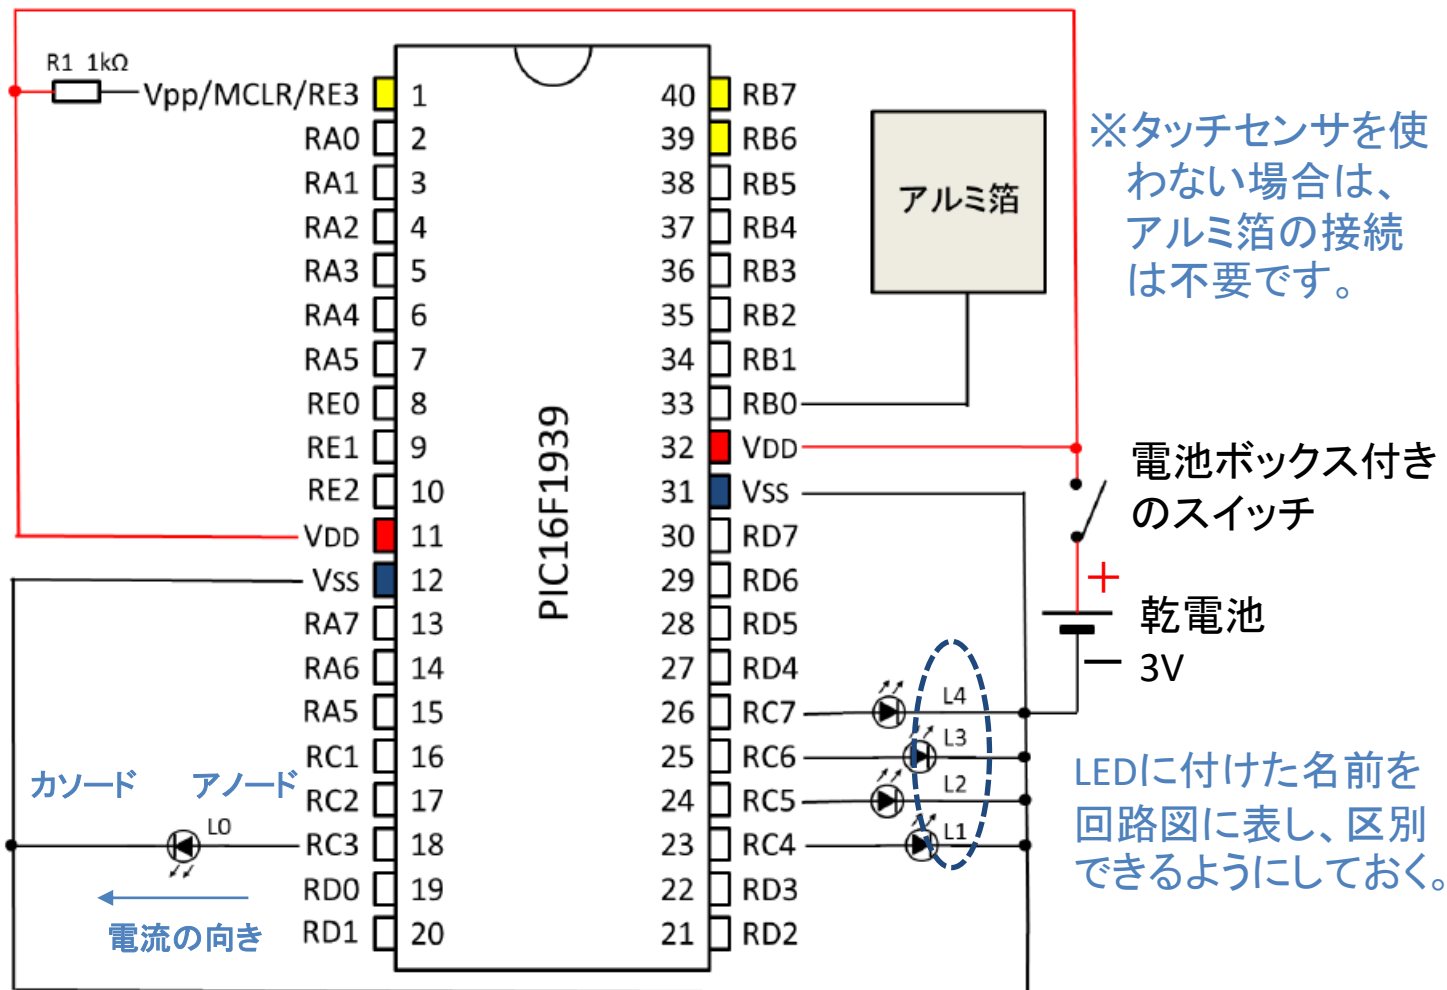 R1 1kΩ
Vpp/MCLR/RE3 1
RA0 2
RA1 3
RA2 4
RA3 5
RA4 6
RA5 7
RE0 8
RE1 9
RE2 10
VDD 11
VSS 12
RA7 13
RA6 14
RA5 15
RC1 16
RC2 17
RC3 18
RD0 19
RD1 20
カソード アノード
L0
電流の向き
PIC16F1939
40 RB7
39 RB6
38 RB5
37 RB4
36 RB3
35 RB2
34 RB1
33 RB0
32 VDD
31 VSS
30 RD7
29 RD6
28 RD5
27 RD4
26 RC7
25 RC6
24 RC5
23 RC4
22 RD3
21 RD2
アルミ箔
L4
L3
L2
L1
※タッチセンサを使
わない場合は、
アルミ箔の接続
は不要です。
電池ボックス付き
のスイッチ
+
乾電池
— 3V
LEDに付けた名前を
回路図に表し、区別
できるようにしておく。